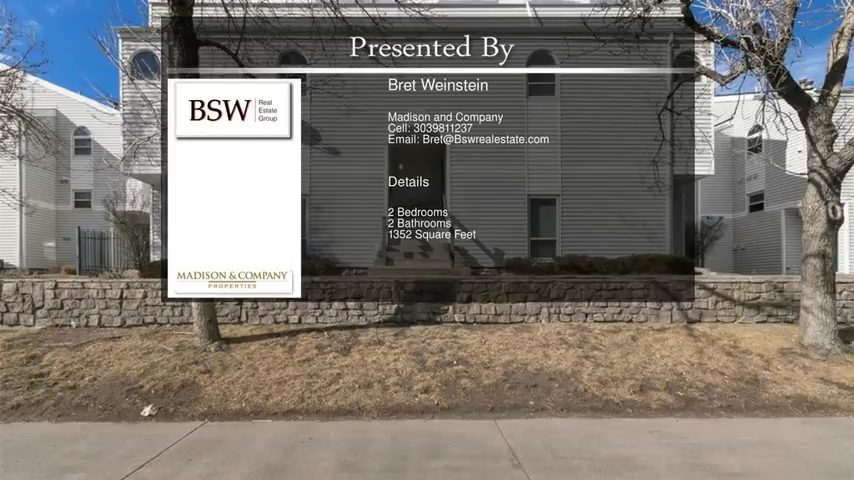 Presented By
BSW
Real
Estate
Group
Bret Weinstein
Madison and Company
Cell: 3039811237
Email: Bret@Bswrealestate.com
Details
2 Bedrooms
2 Bathrooms
1352 Square Feet
MADISON & COMPANY
PROPERTIES